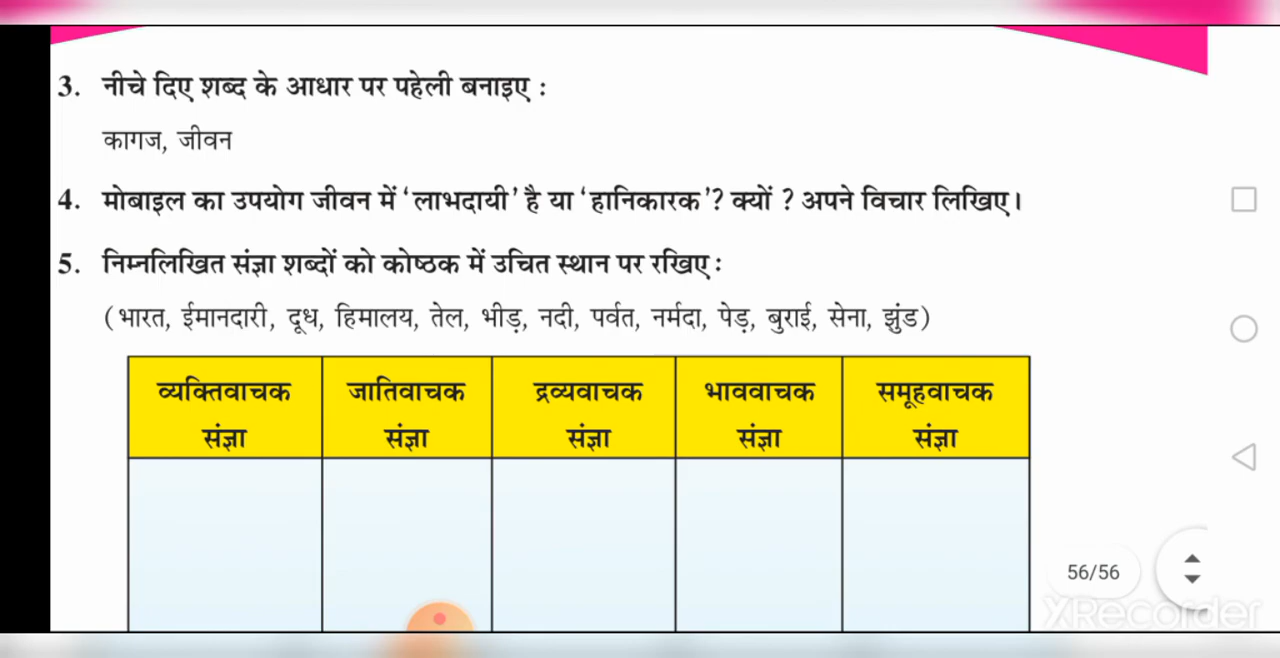 3. नीचे दिए शब्द के आधार पर पहेली बनाइए :
कागज, जीवन
4. मोबाइल का उपयोग जीवन में ‘लाभदायी’ है या ‘हानिकारक’? क्यों ? अपने विचार लिखिए।
5. निम्नलिखित संज्ञा शब्दों को कोष्ठक में उचित स्थान पर रखिए :
(भारत, ईमानदारी, दूध, हिमालय, तेल, भीड़, नदी, पर्वत, नर्मदा, पेड़, बुराई, सेना, झुंड)
व्यक्तिवाचक जातिवाचक द्रव्यवाचक भाववाचक समूहवाचक
संज्ञा संज्ञा संज्ञा संज्ञा संज्ञा
56/56
XRecorder